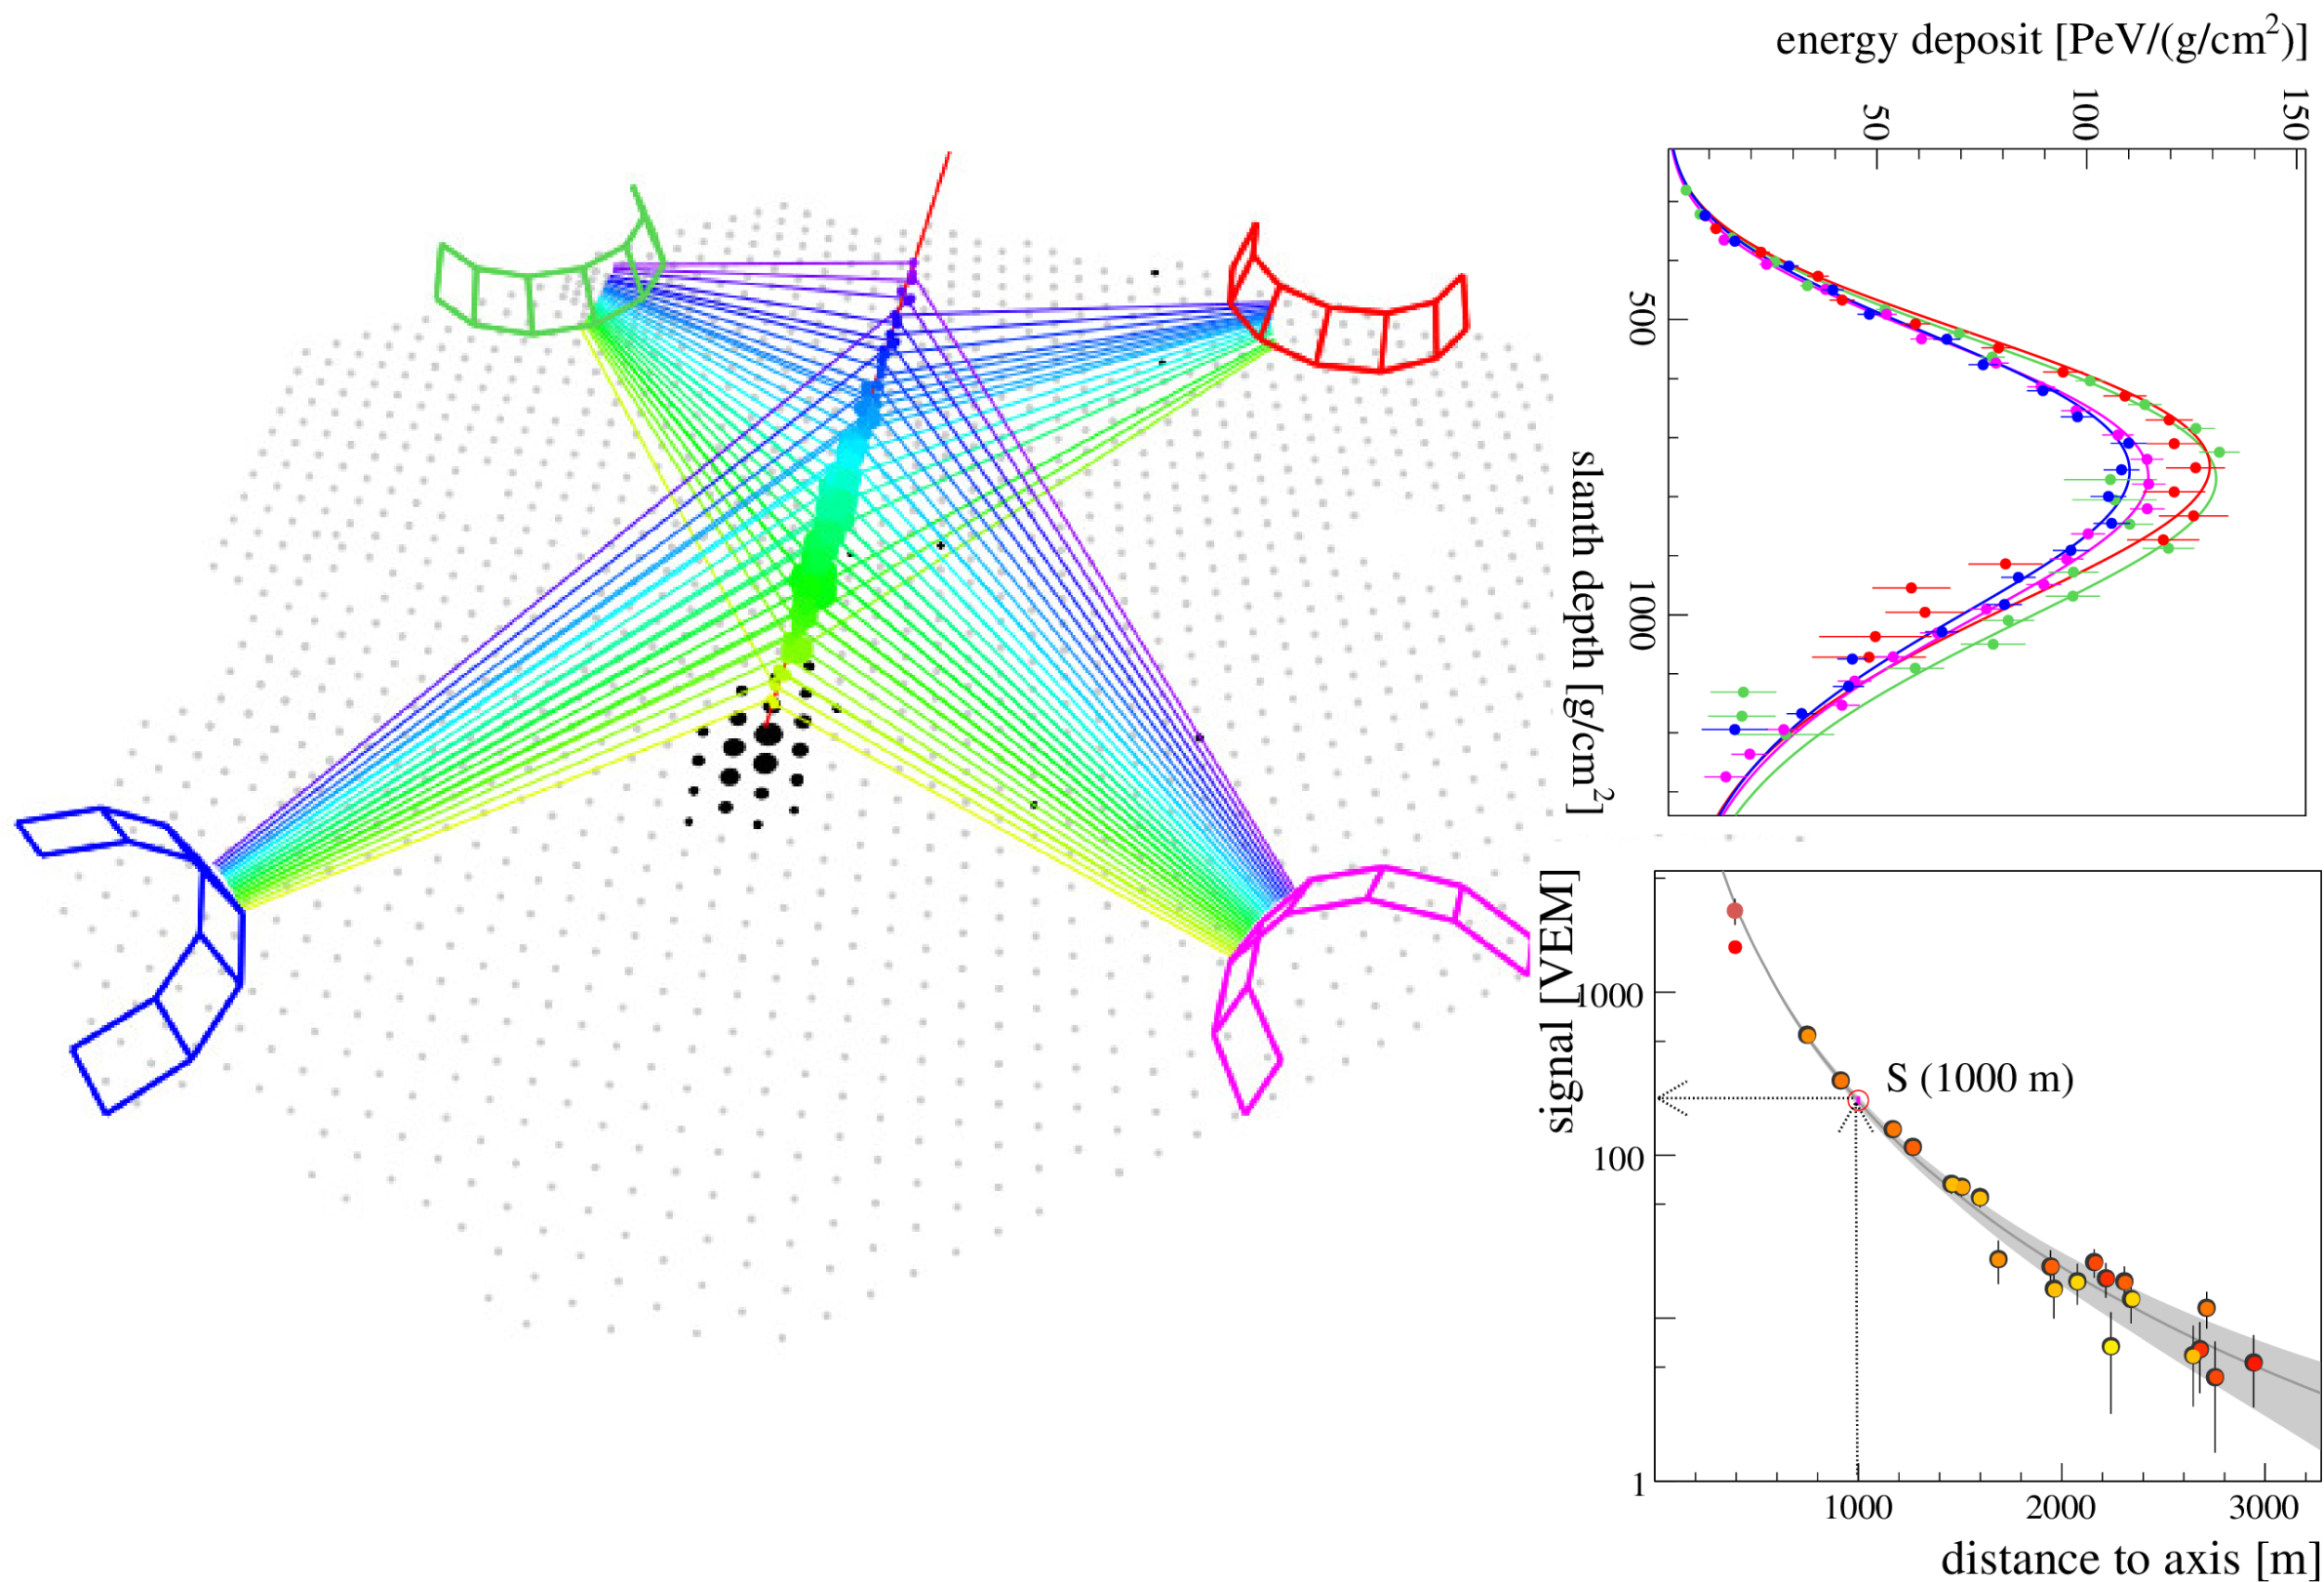 energy deposit [PeV/(g/cm²)]
50
100
150
500
1000
slanth depth [g/cm²]
signal [VEM]
1000
100
1
S (1000 m)
1000
2000
3000
distance to axis [m]